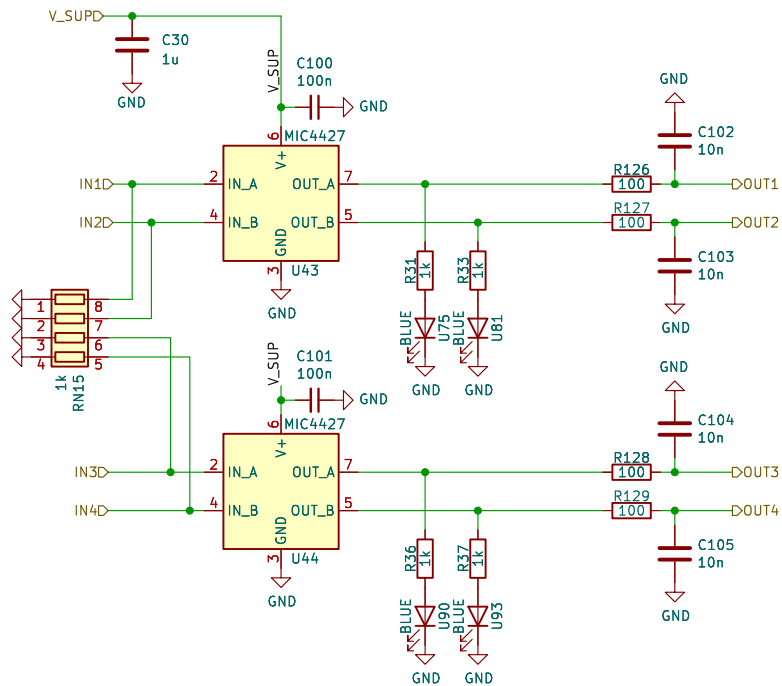 V_SUP
C30
1u
GND
V_SUP
C100
100n
GND
MIC4427
6
V+
IN1
2
IN_A
OUT_A
7
IN2
4
IN_B
OUT_B
5
GND
3
U43
GND
GND
C102
10n
R126
100
OUT1
R127
100
OUT2
C103
10n
GND
R31
1k
R33
1k
BLUE
U75
BLUE
U81
GND
GND
1
8
2
7
3
6
4
5
1k
RN15
V_SUP
C101
100n
GND
MIC4427
6
V+
IN3
2
IN_A
OUT_A
7
IN4
4
IN_B
OUT_B
5
GND
3
U44
GND
GND
C104
10n
R128
100
OUT3
R129
100
OUT4
C105
10n
GND
R36
1k
R37
1k
BLUE
U90
BLUE
U93
GND
GND